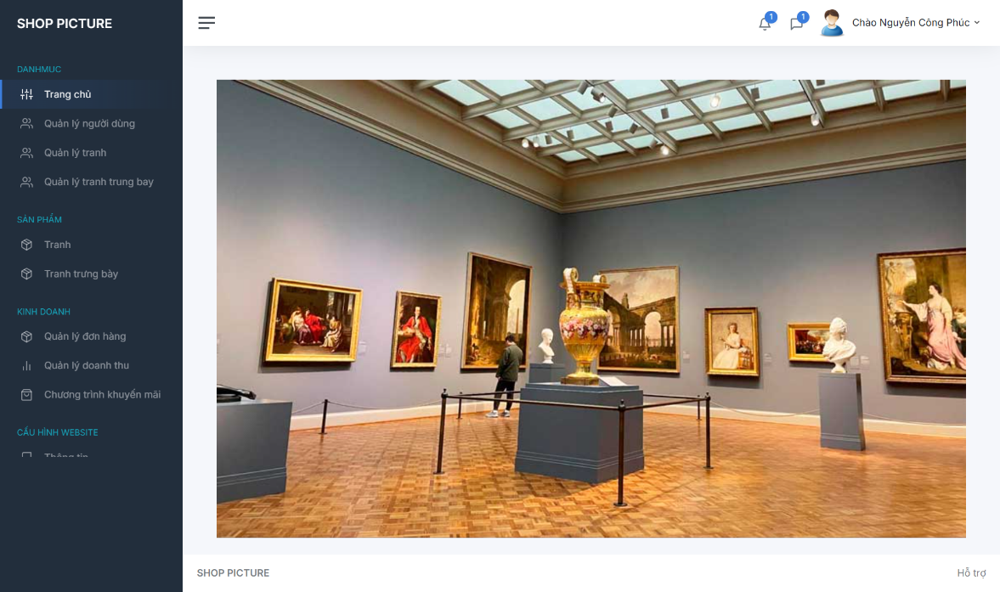 SHOP PICTURE
1
1
Chào Nguyễn Công Phúc
DANHMUC
Trang chủ
Quản lý người dùng
Quản lý tranh
Quản lý tranh trung bay
SẢN PHẨM
Tranh
Tranh trưng bày
KINH DOANH
Quản lý đơn hàng
Quản lý doanh thu
Chương trình khuyến mãi
CẤU HÌNH WEBSITE
Thông tin
SHOP PICTURE
Hỗ trợ